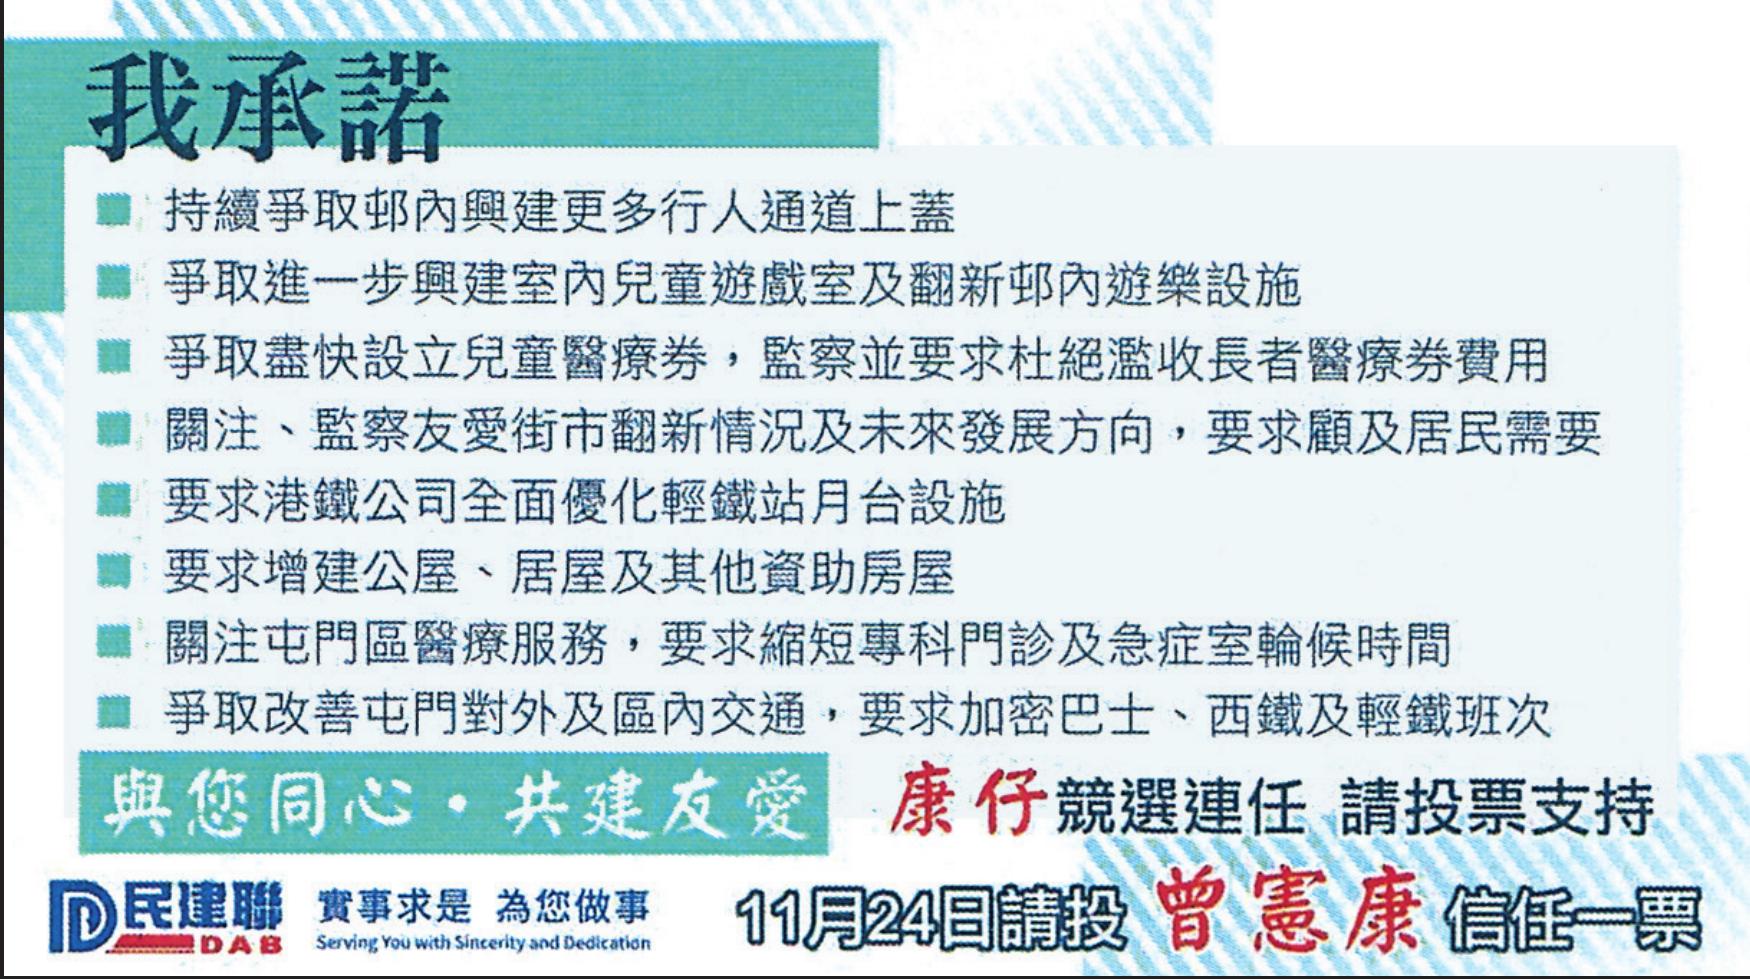 我承諾
持續爭取邨內興建更多行人通道上蓋
爭取進一步興建室內兒童遊戲室及翻新邨內遊樂設施
爭取盡快設立兒童醫療券，監察並要求杜絕濫收長者醫療券費用
關注、監察友愛街市翻新情況及未來發展方向，要求顧及居民需要
要求港鐵公司全面優化輕鐵站月台設施
要求增建公屋、居屋及其他資助房屋
關注屯門區醫療服務，要求縮短專科門診及急症室輪候時間
爭取改善屯門對外及區內交通，要求加密巴士、西鐵及輕鐵班次
與您同心・共建友愛
康仔競選連任 請投票支持
民建聯
DAB
實事求是 為您做事
Serving You with Sincerity and Dedication
11月24日請投 曾憲康 信任一票